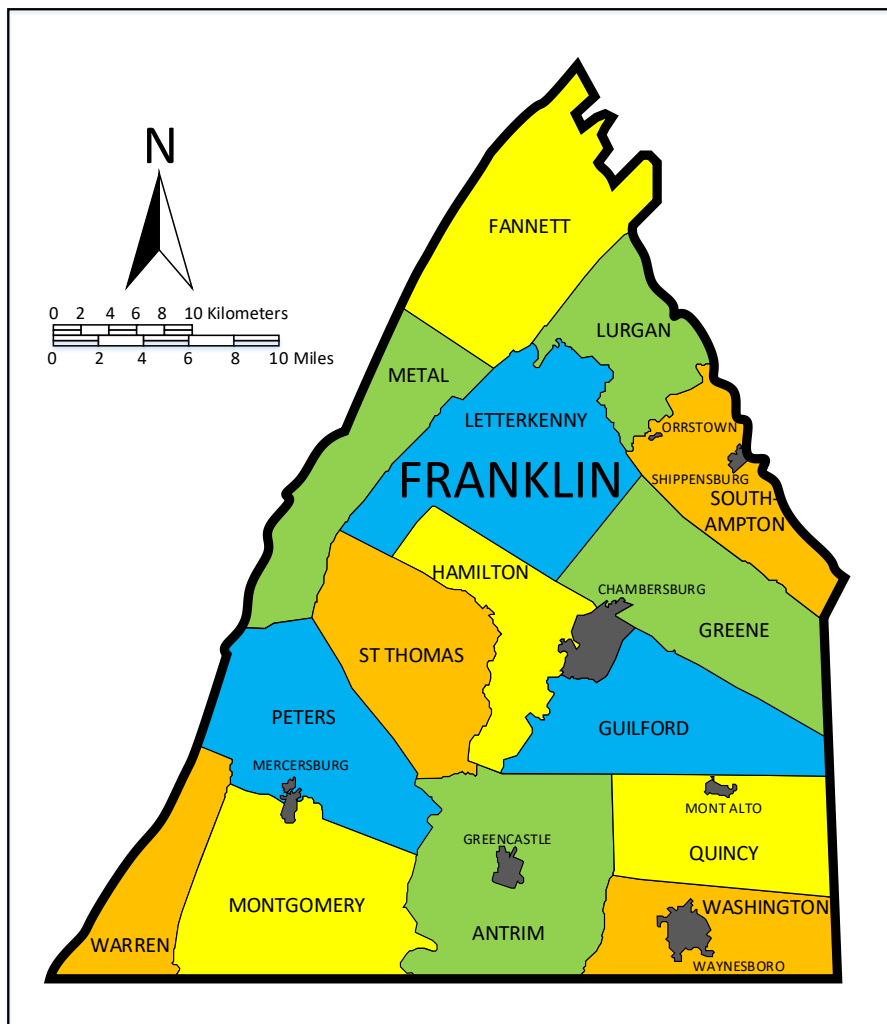 N
0 2 4 6 8 10 Kilometers
0 2 4 6 10 Miles
FANNETT
LURGAN
METAL
LETTERKENNY
ORRSTOWN
FRANKLIN
SHIPPENSBURG
SOUTH-
AMPTON
HAMILTON
CHAMBERSBURG
GREENE
ST THOMAS
PETERS
GUILFORD
MERCERSBURG
MONT ALTO
GREENCASTLE
QUINCY
MONTGOMERY
WASHINGTON
ANTRIM
WARREN
WAYNESBORO